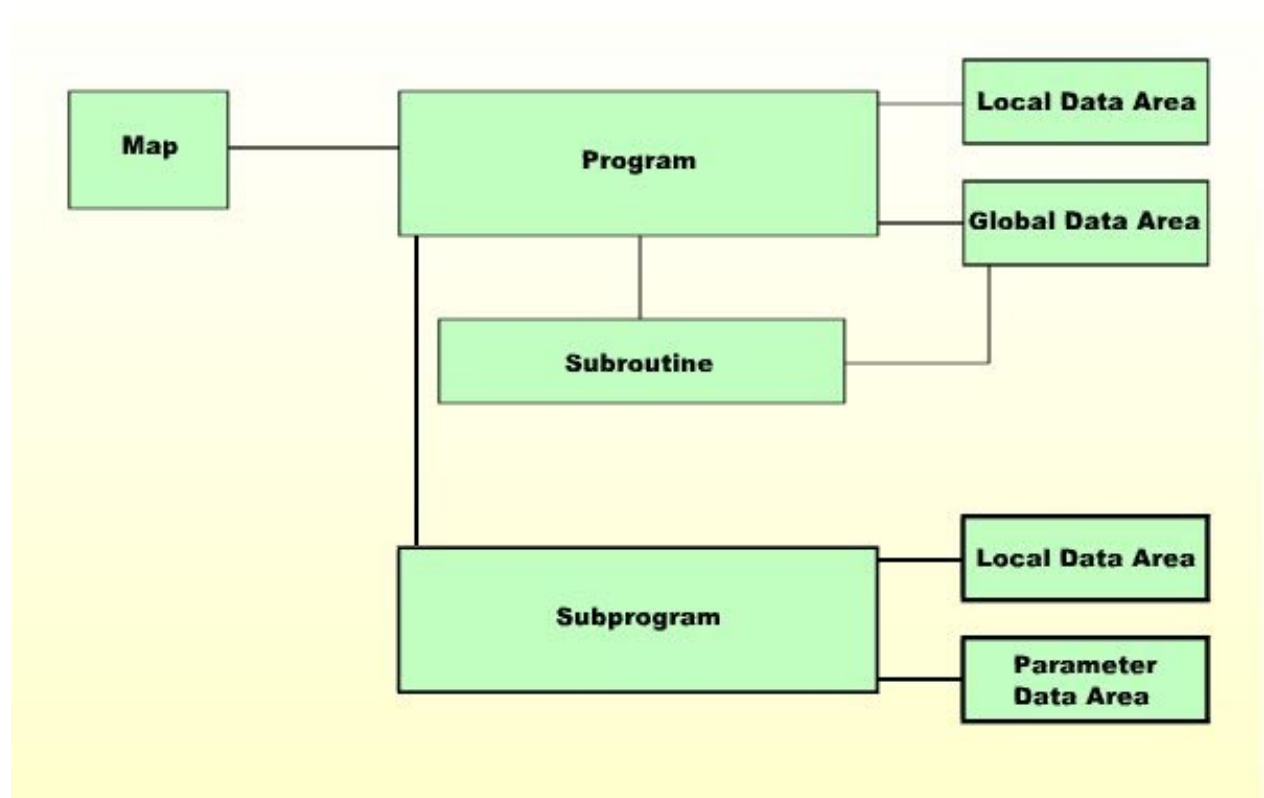 Map
Program
Local Data Area
Global Data Area
Subroutine
Subprogram
Local Data Area
Parameter
Data Area